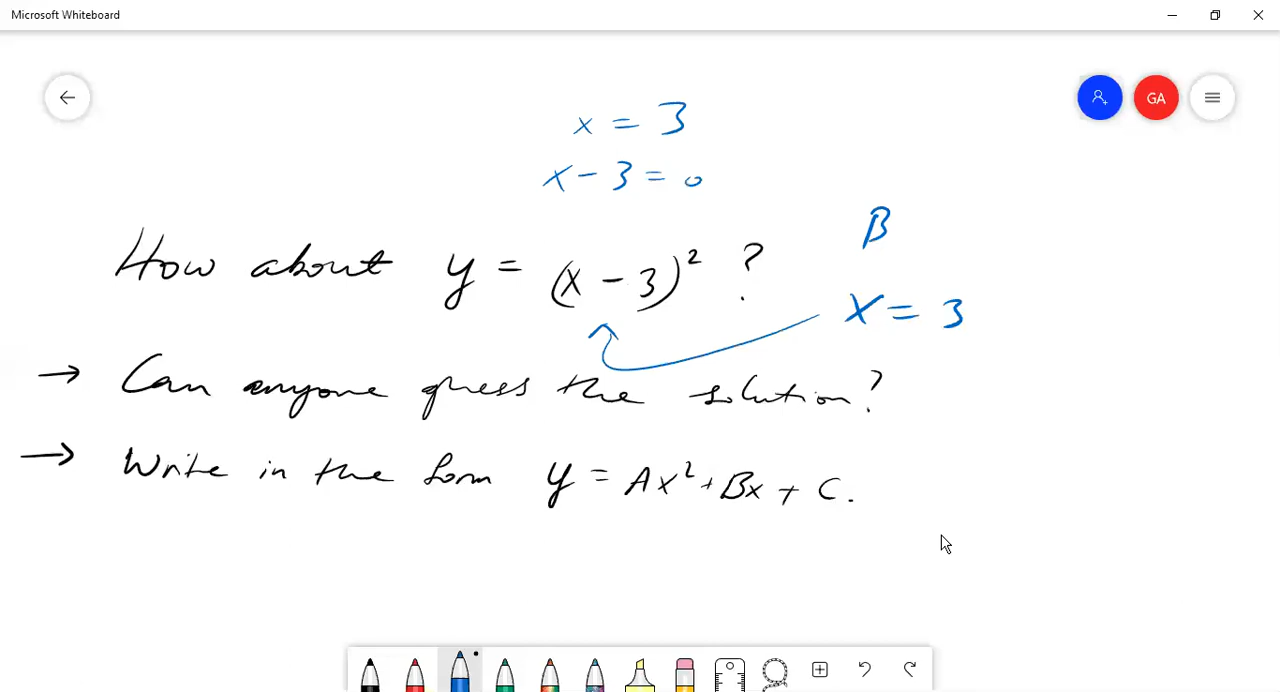 Microsoft Whiteboard
GA
x = 3
x - 3 = 0
B
How about y = (x - 3)² ?
x = 3
→ Can anyone guess the solution?
→ Write in the form y = Ax² + Bx + C.